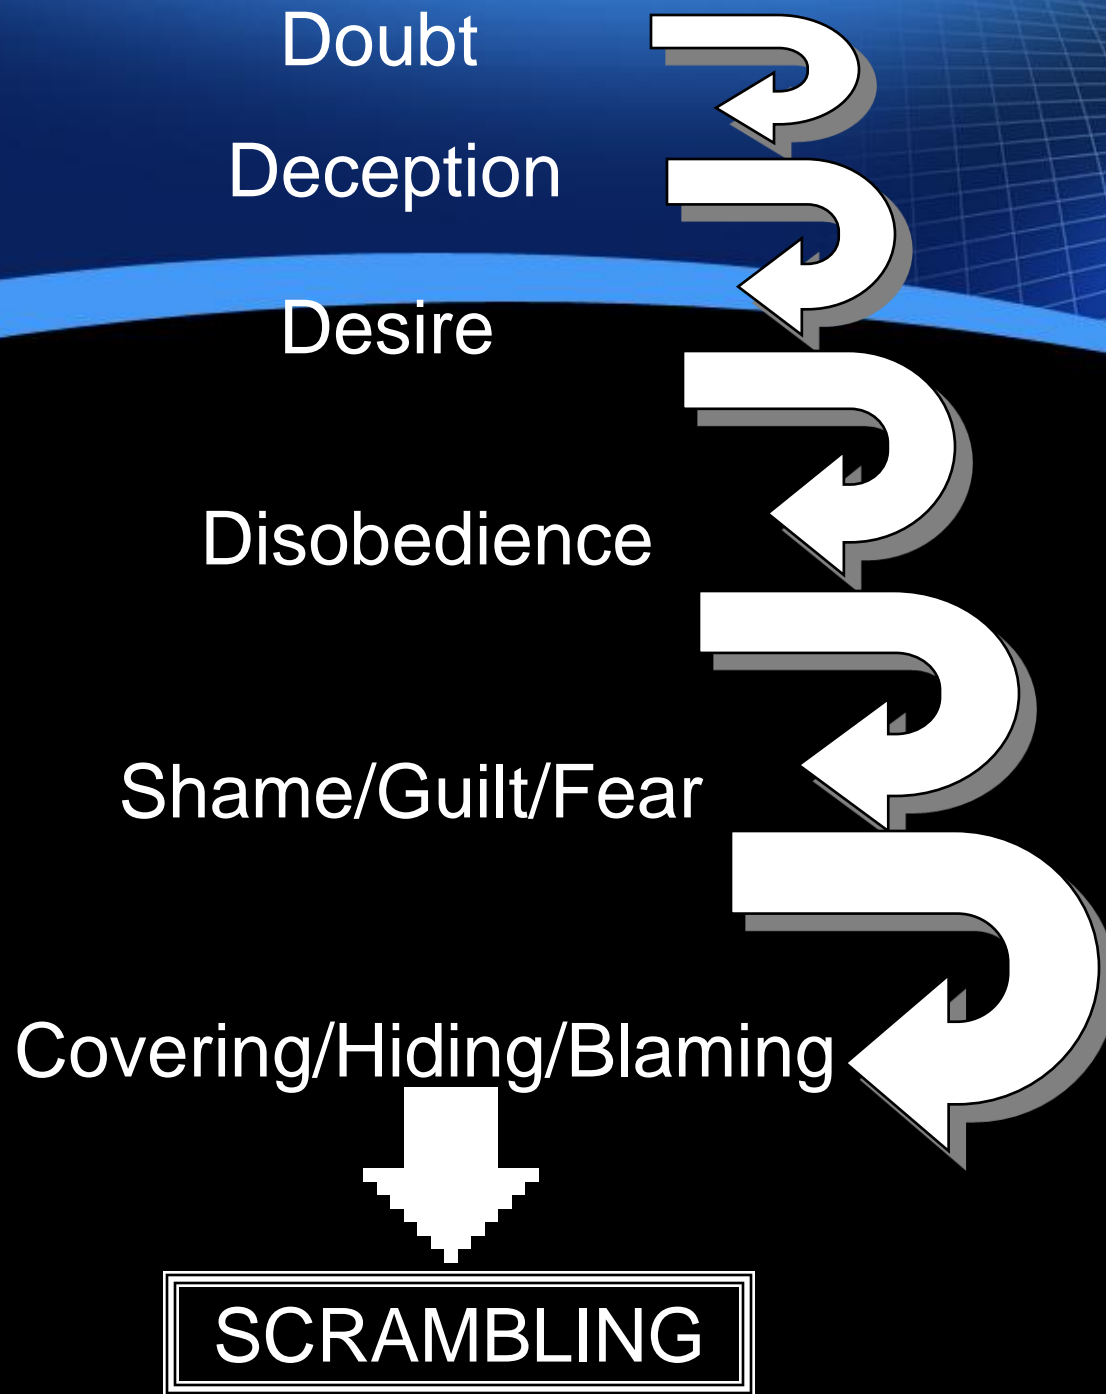 Doubt
Deception
Desire
Disobedience
Shame/Guilt/Fear
Covering/Hiding/Blaming
SCRAMBLING